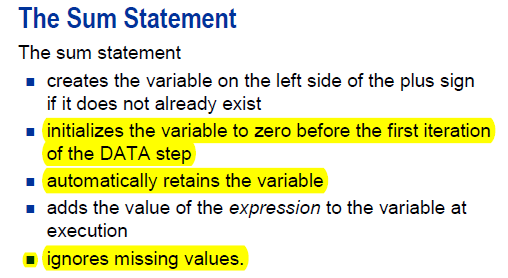 The Sum Statement
The sum statement
■ creates the variable on the left side of the plus sign
if it does not already exist
■ initializes the variable to zero before the first iteration
of the DATA step
■ automatically retains the variable
■ adds the value of the expression to the variable at
execution
■ ignores missing values.